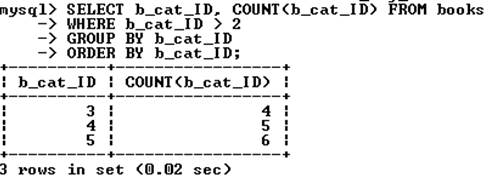 mysql> SELECT b_cat_ID, COUNT(b_cat_ID) FROM books
-> WHERE b_cat_ID > 2
-> GROUP BY b_cat_ID
-> ORDER BY b_cat_ID;
+----------+-----------------+
| b_cat_ID | COUNT(b_cat_ID) |
+----------+-----------------+
| 3 | 4 |
| 4 | 5 |
| 5 | 6 |
+----------+-----------------+
3 rows in set (0.02 sec)